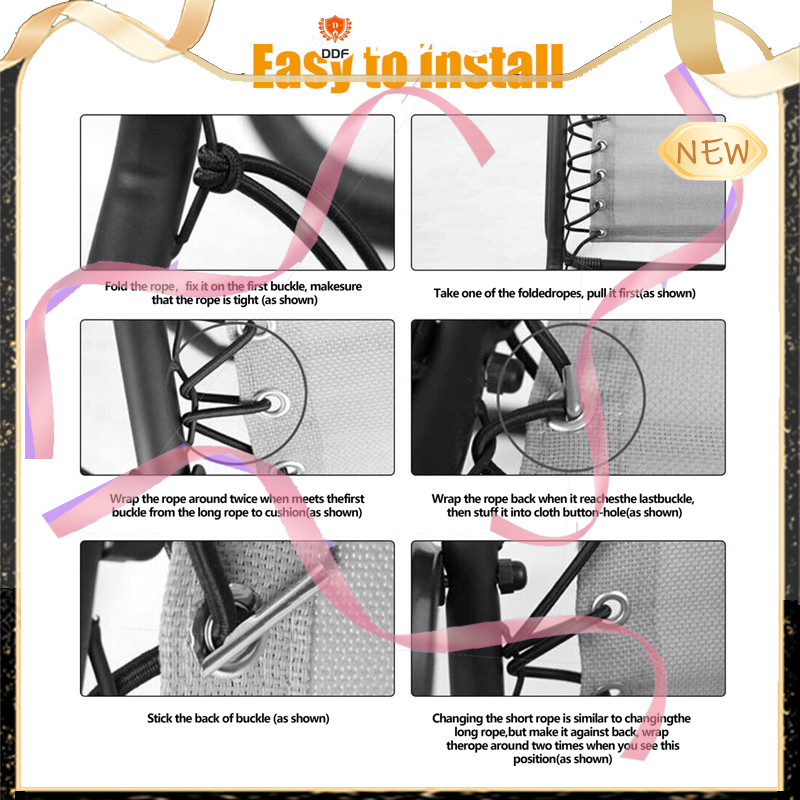 DDF
Easy to install
NEW
Fold the rope, fix it on the first buckle, makesure
that the rope is tight (as shown)
Take one of the foldedropes, pull it first(as shown)
Wrap the rope around twice when meets thefirst
buckle from the long rope to cushion(as shown)
Wrap the rope back when it reachesthe lastbuckle,
then stuff it into cloth button-hole(as shown)
Stick the back of buckle (as shown)
Changing the short rope is similar to changingthe
long rope,but make it against back, wrap
therope around two times when you see this
position(as shown)